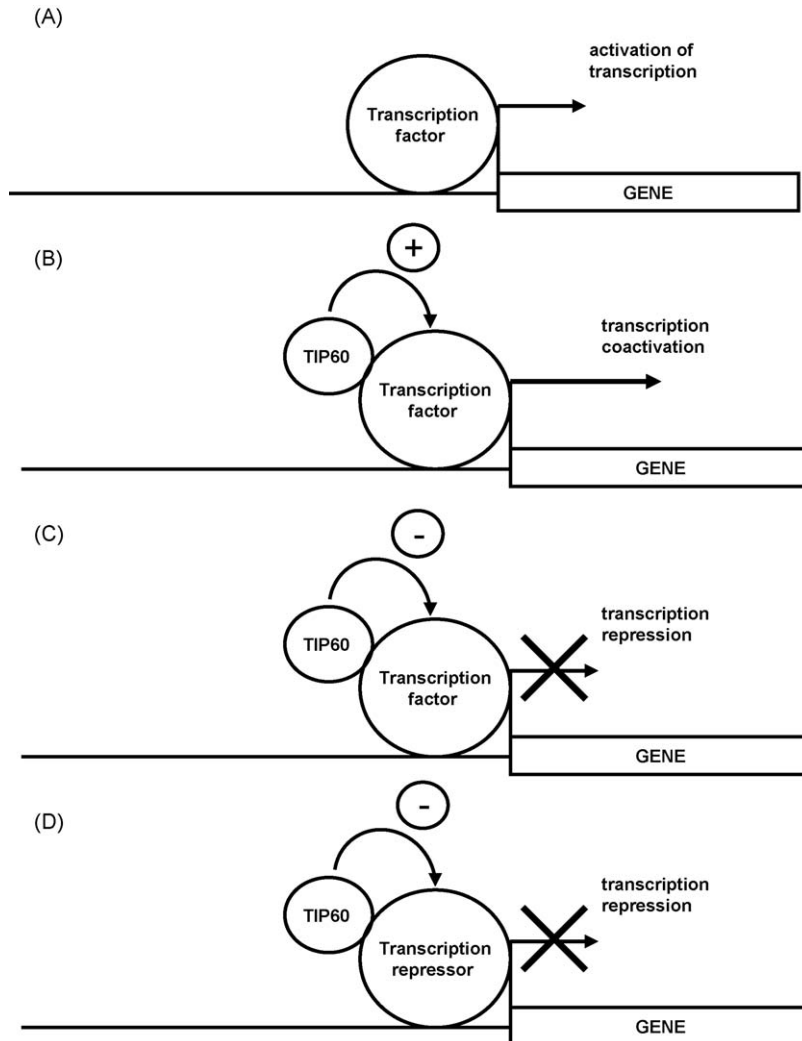 (A)
activation of
transcription
Transcription
factor
GENE
(B)
+
TIP60
Transcription
factor
transcription
coactivation
GENE
(C)
-
TIP60
Transcription
factor
transcription
repression
GENE
(D)
-
TIP60
Transcription
repressor
transcription
repression
GENE